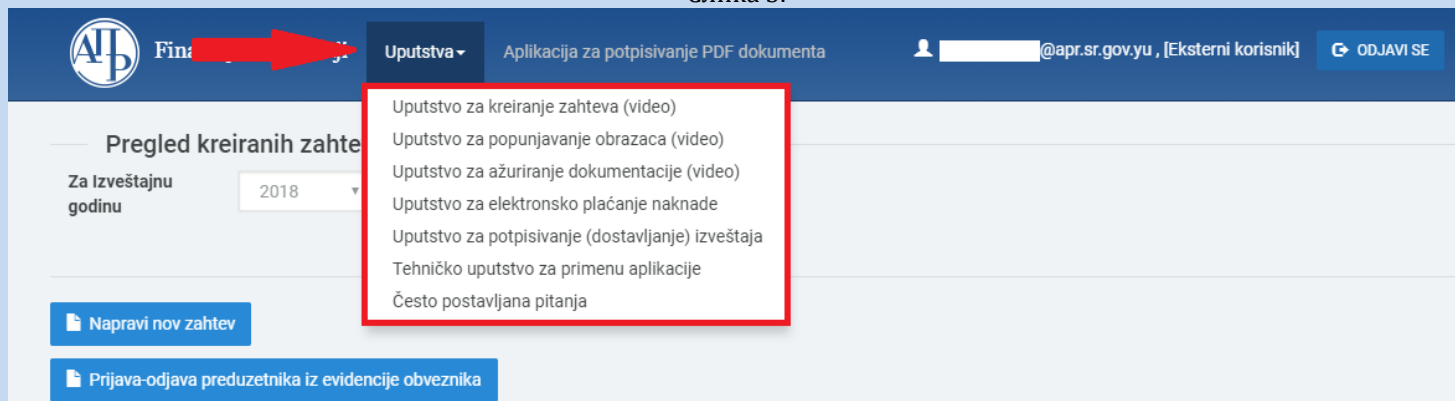 АПР
Uputstva
Aplikacija za potpisivanje PDF dokumenta
@apr.sr.gov.yu , [Eksterni korisnik]
ODJAVI SE
Uputstvo za kreiranje zahteva (video)
Uputstvo za popunjavanje obrazaca (video)
Uputstvo za ažuriranje dokumentacije (video)
Uputstvo za elektronsko plaćanje naknade
Uputstvo za potpisivanje (dostavljanje) izveštaja
Tehničko uputstvo za primenu aplikacije
Često postavljana pitanja
Pregled kreiranih zahte
Za Izveštajnu
godinu
2018
Napravi nov zahtev
Prijava-odjava preduzetnika iz evidencije obveznika